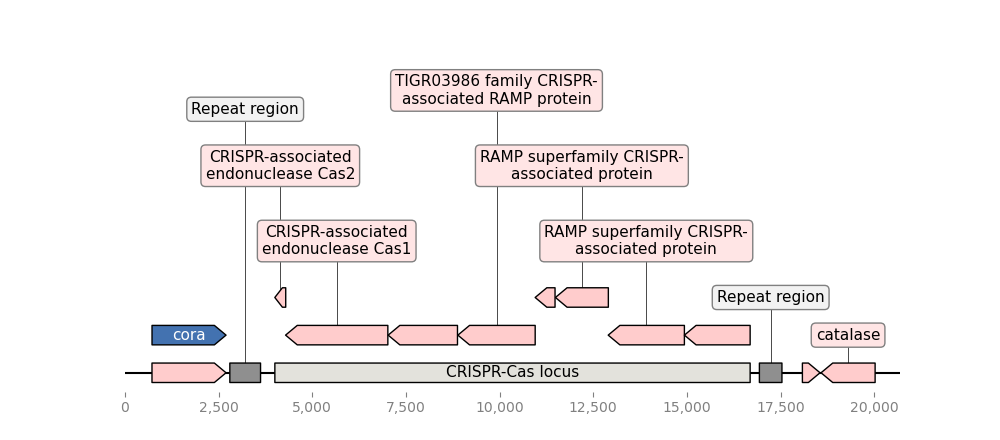 TIGR03986 family CRISPR-
associated RAMP protein
Repeat region
CRISPR-associated
endonuclease Cas2
RAMP superfamily CRISPR-
associated protein
CRISPR-associated
endonuclease Cas1
RAMP superfamily CRISPR-
associated protein
Repeat region
cora
catalase
CRISPR-Cas locus
0
2,500
5,000
7,500
10,000
12,500
15,000
17,500
20,000